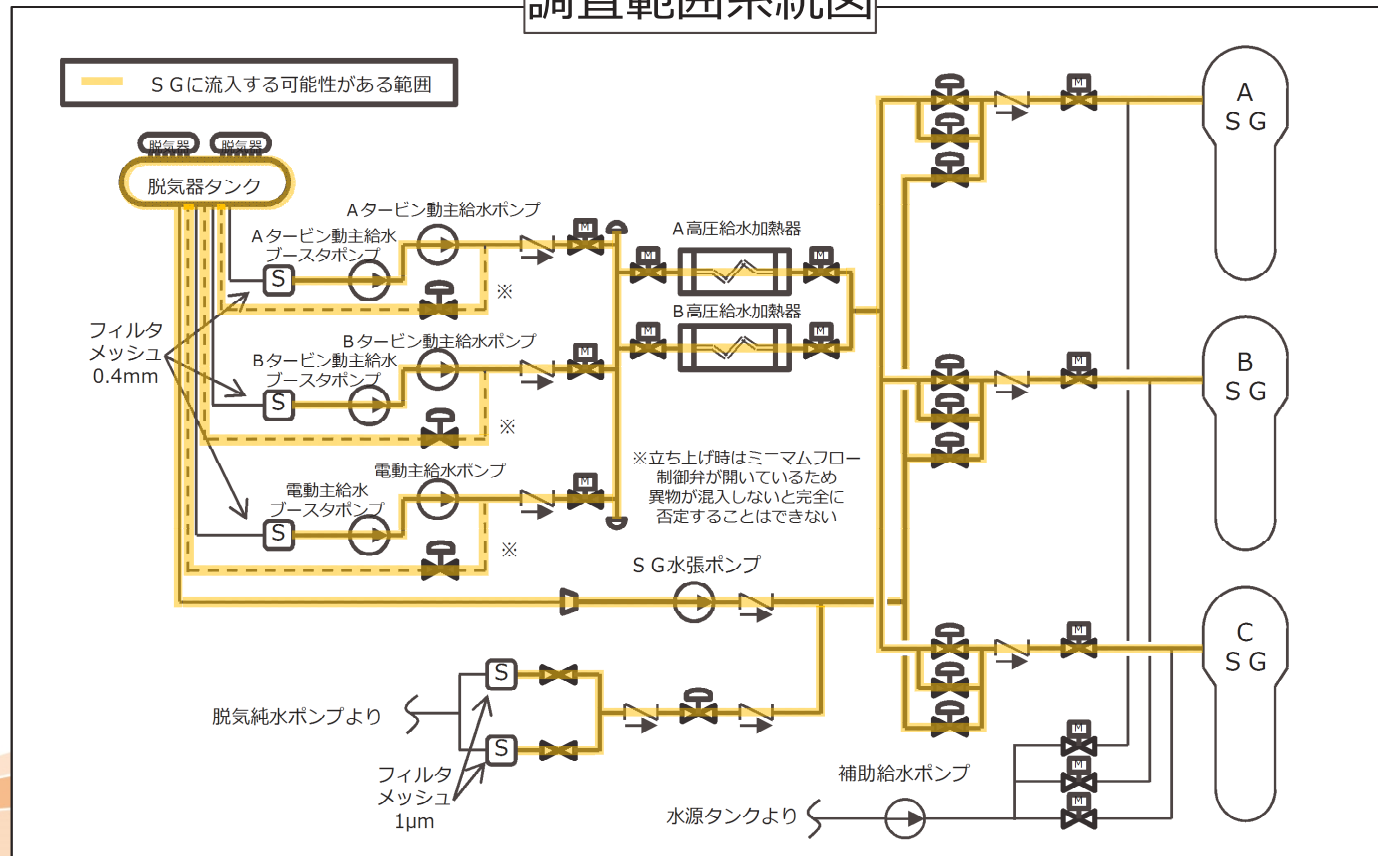 調査範囲系統図
ＳＧに流入する可能性がある範囲
脱気器
脱気器
脱気器タンク
Ａタービン動主給水ポンプ
Ａタービン動主給水
ブースタポンプ
S
※
M
M
Ａ高圧給水加熱器
M
フィルタ
メッシュ
0.4mm
Ｂタービン動主給水ポンプ
Ｂタービン動主給水
ブースタポンプ
S
※
M
M
Ｂ高圧給水加熱器
M
電動主給水ポンプ
電動主給水
ブースタポンプ
S
※
M
※立ち上げ時はミニマムフロー
制御弁が開いているため
異物が混入しないと完全に
否定することはできない
ＳＧ水張ポンプ
脱気純水ポンプより
S
S
フィルタ
メッシュ
1μm
M
A
ＳＧ
M
B
ＳＧ
M
C
ＳＧ
補助給水ポンプ
水源タンクより
M
M
M